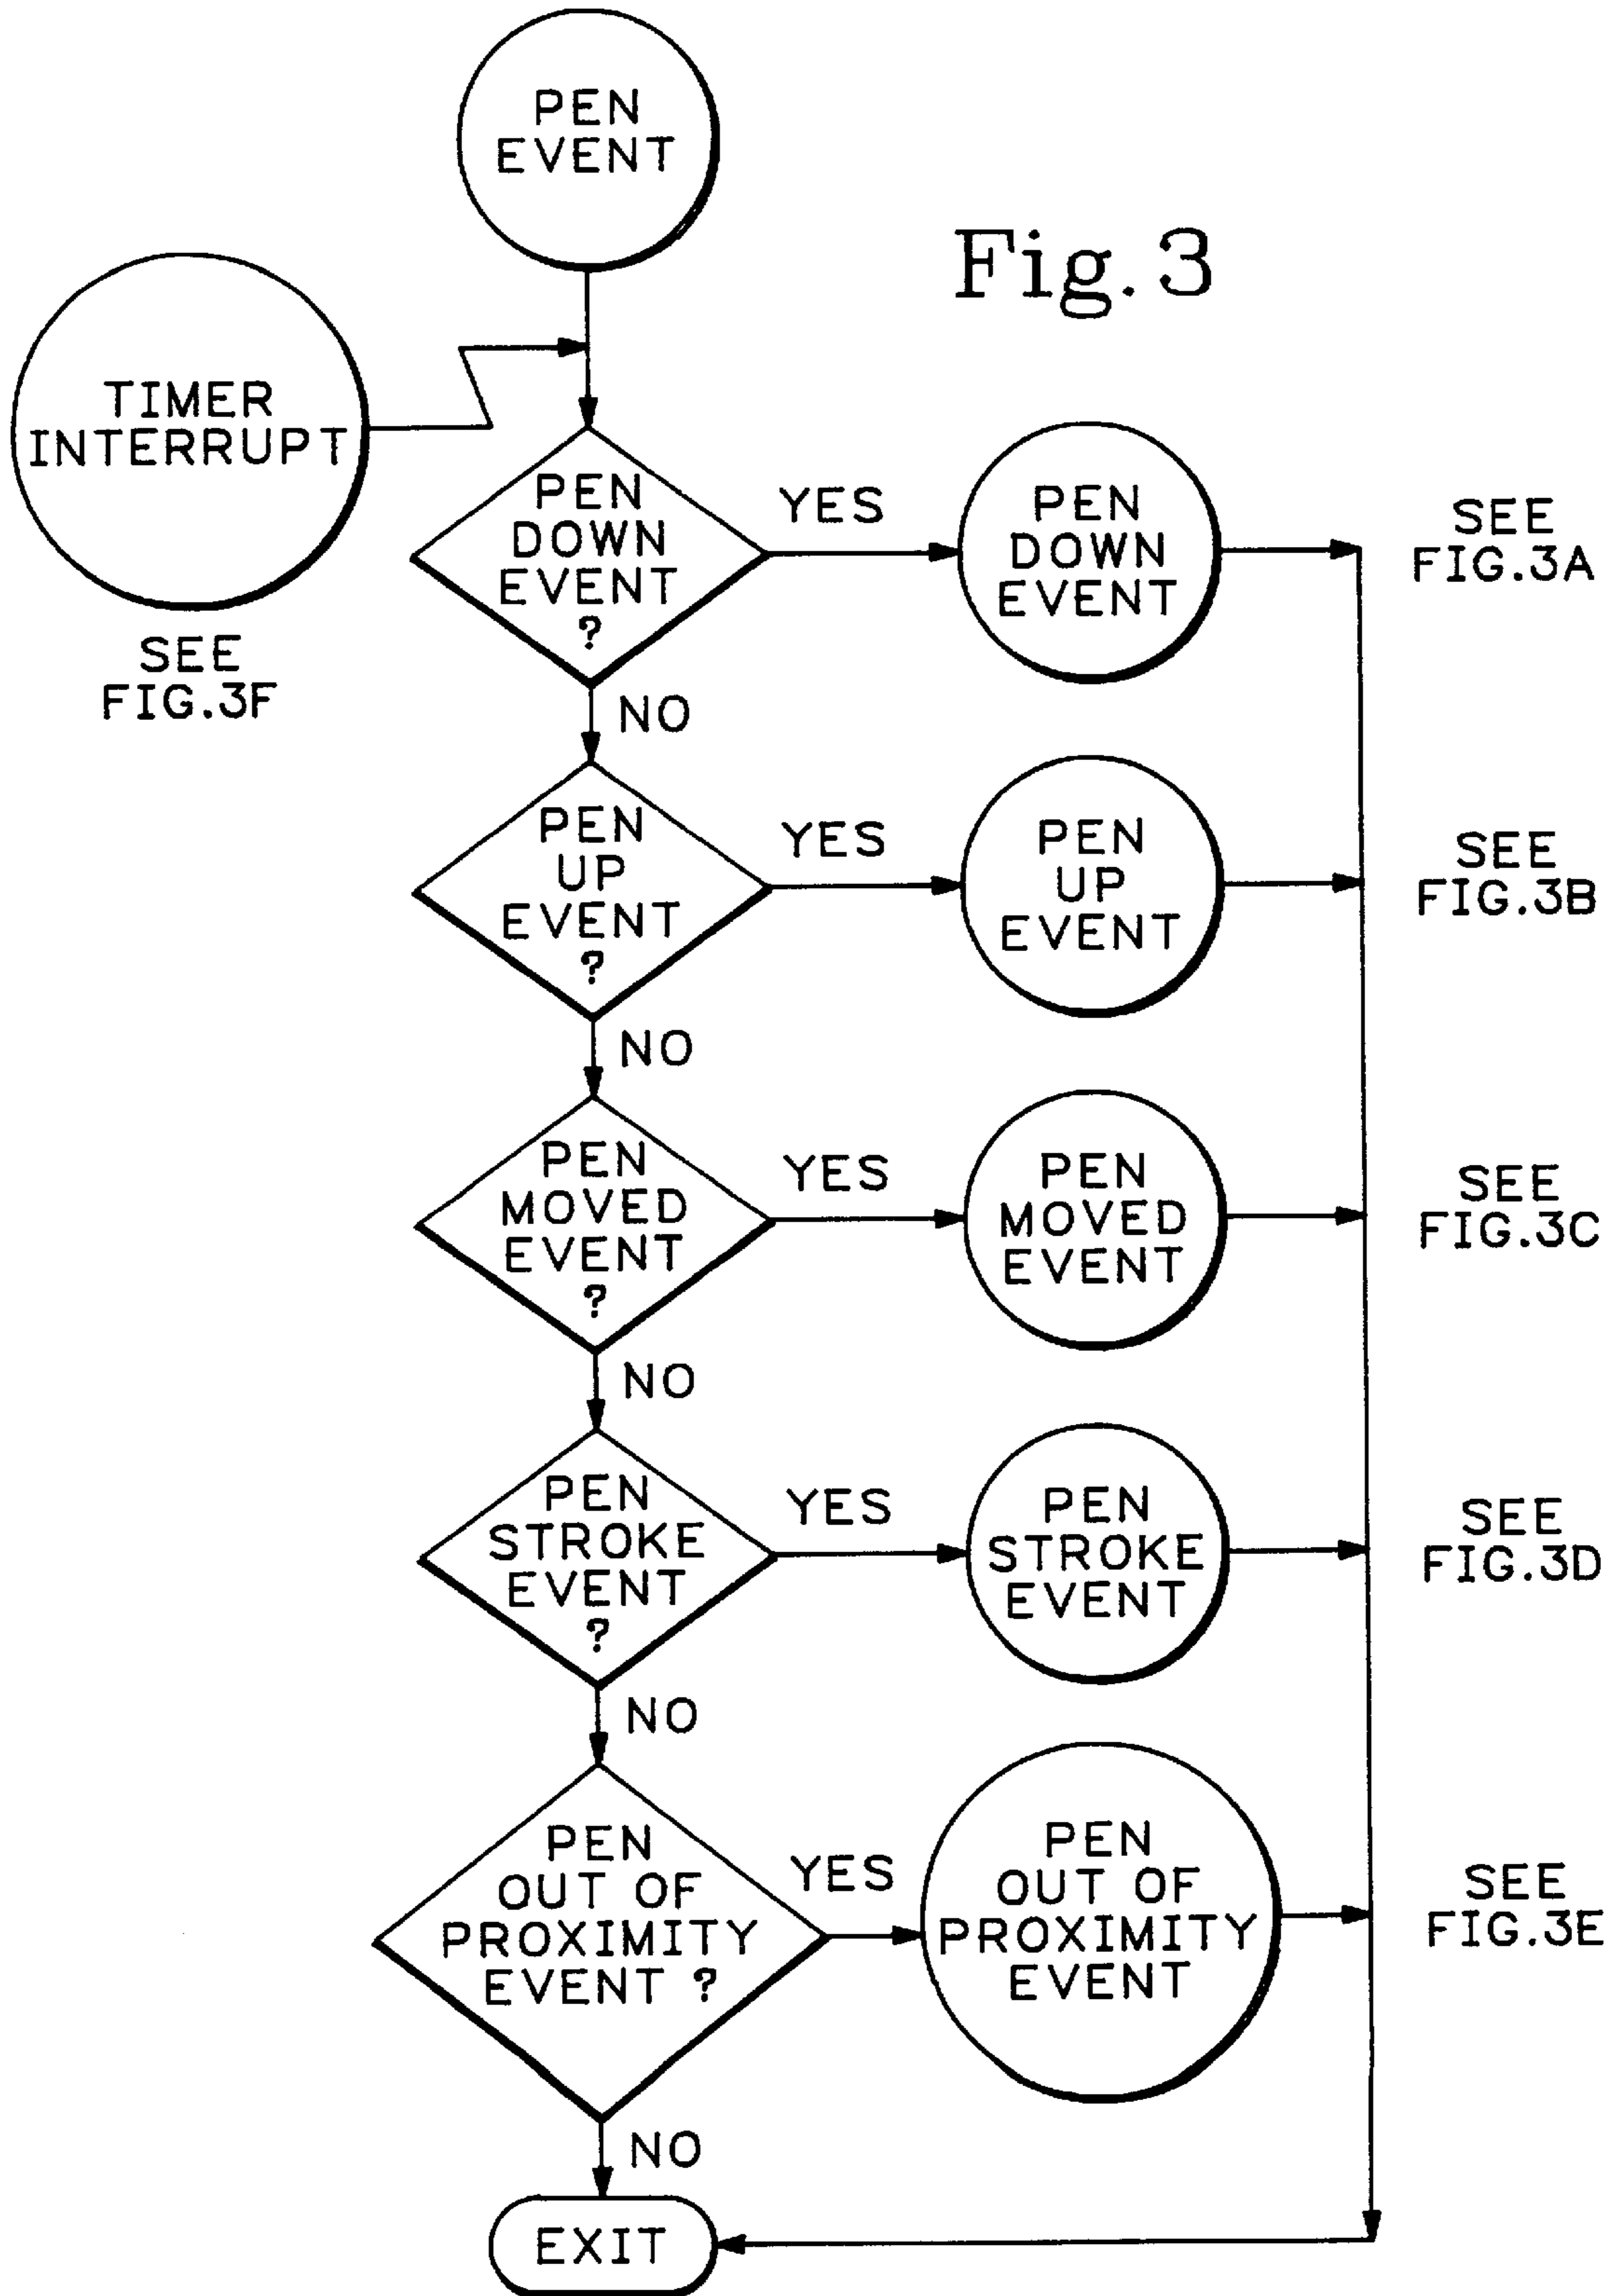 PEN
EVENT
Fig. 3
TIMER
INTERRUPT
SEE
FIG.3F
PEN
DOWN
EVENT
?
YES
PEN
DOWN
EVENT
SEE
FIG.3A
NO
PEN
UP
EVENT
?
YES
PEN
UP
EVENT
SEE
FIG.3B
NO
PEN
MOVED
EVENT
?
YES
PEN
MOVED
EVENT
SEE
FIG.3C
NO
PEN
STROKE
EVENT
?
YES
PEN
STROKE
EVENT
SEE
FIG.3D
NO
PEN
OUT OF
PROXIMITY
EVENT ?
YES
PEN
OUT OF
PROXIMITY
EVENT
SEE
FIG.3E
NO
EXIT